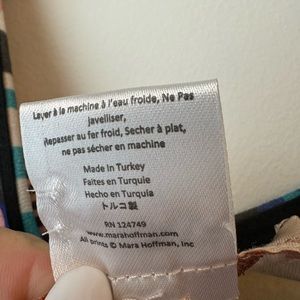 Layer à la machine à l'eau froide, Ne Pas
javelliser,
Repasser au fer froid, Secher à plat,
ne pas sécher en machine
Made in Turkey
Faites en Turquie
Hecho en Turquía
トルコ製
RN 124749
www.marahoffman.com
All prints © Mara Hoffman, Inc